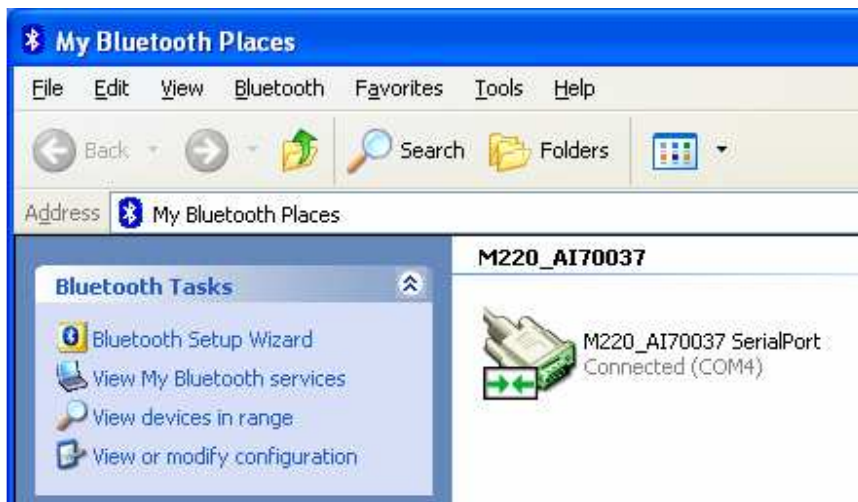 My Bluetooth Places
File Edit View Bluetooth Favorites Tools Help
Back Search Folders
Address My Bluetooth Places
M220_AI70037
Bluetooth Tasks
Bluetooth Setup Wizard
View My Bluetooth services
View devices in range
View or modify configuration
M220_AI70037 SerialPort
Connected (COM4)